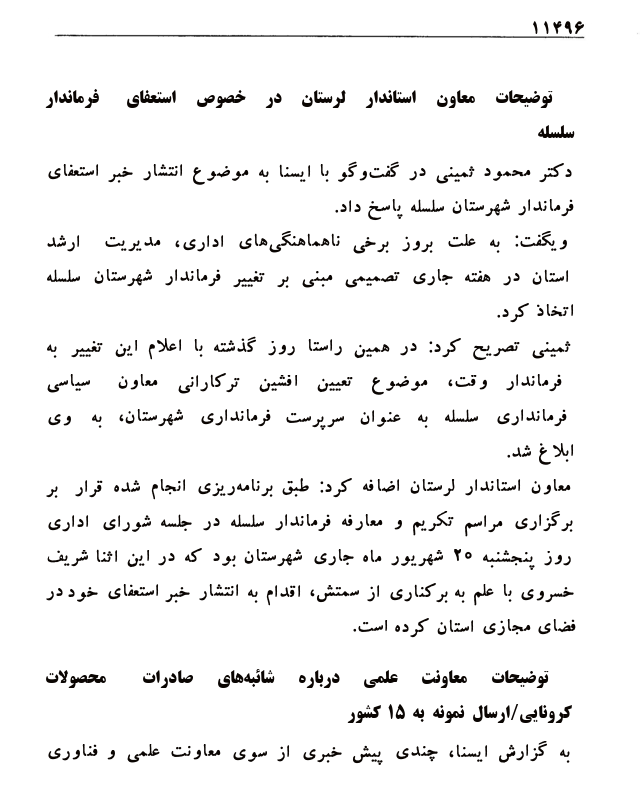 ۱۱۴۹۶
توضیحات معاون استاندار لرستان در خصوص استعفای فرماندار
سلسله
دکتر محمود ثمینی در گفت‌وگو با ایسنا به موضوع انتشار خبر استعفای
فرماندار شهرستان سلسله پاسخ داد.
ویگفت: به علت بروز برخی ناهماهنگی‌های اداری، مدیریت ارشد
استان در هفته جاری تصمیمی مبنی بر تغییر فرماندار شهرستان سلسله
اتخاذ کرد.
ثمینی تصریح کرد: در همین راستا روز گذشته با اعلام این تغییر به
فرماندار وقت، موضوع تعیین افشین ترکارانی معاون سیاسی
فرمانداری سلسله به عنوان سرپرست فرمانداری شهرستان، به وی
ابلاغ شد.
معاون استاندار لرستان اضافه کرد: طبق برنامه‌ریزی انجام شده قرار بر
برگزاری مراسم تکریم و معارفه فرماندار سلسله در جلسه شورای اداری
روز پنجشنبه ۲۰ شهریور ماه جاری شهرستان بود که در این اثنا شریف
خسروی با علم به برکناری از سمتش، اقدام به انتشار خبر استعفای خود در
فضای مجازی استان کرده است.
توضیحات معاونت علمی درباره شائبه‌های صادرات محصولات
کرونایی/ارسال نمونه به ۱۵ کشور
به گزارش ایسنا، چندی پیش خبری از سوی معاونت علمی و فناوری